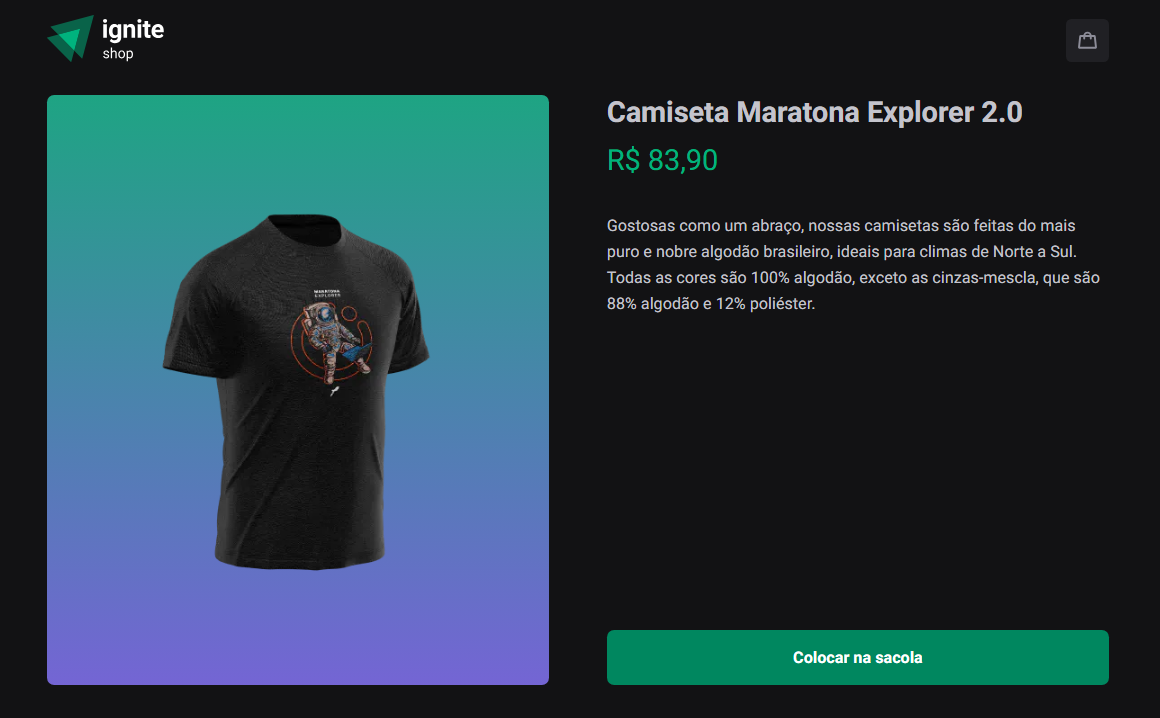 ignite
shop
Camiseta Maratona Explorer 2.0
R$ 83,90
Gostosas como um abraço, nossas camisetas são feitas do mais
puro e nobre algodão brasileiro, ideais para climas de Norte a Sul.
Todas as cores são 100% algodão, exceto as cinzas-mescla, que são
88% algodão e 12% poliéster.
MARATONA
EXPLORER
Colocar na sacola